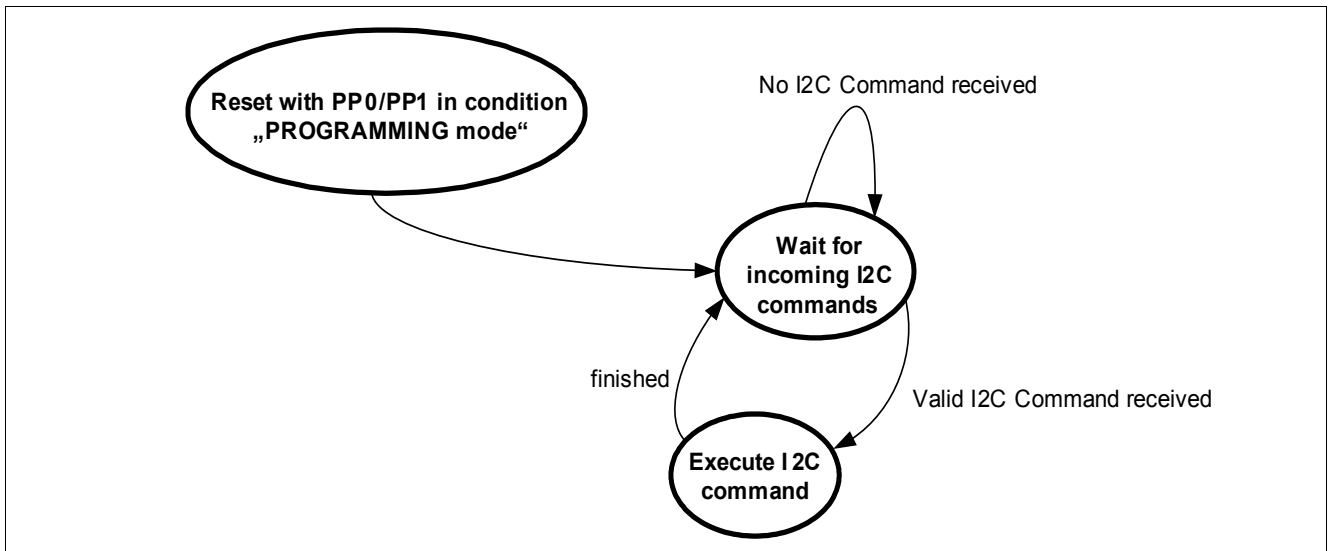 Reset with PP0/PP1 in condition
„PROGRAMMING mode“
No I2C Command received
Wait for
incoming I2C
commands
finished
Valid I2C Command received
Execute I2C
command